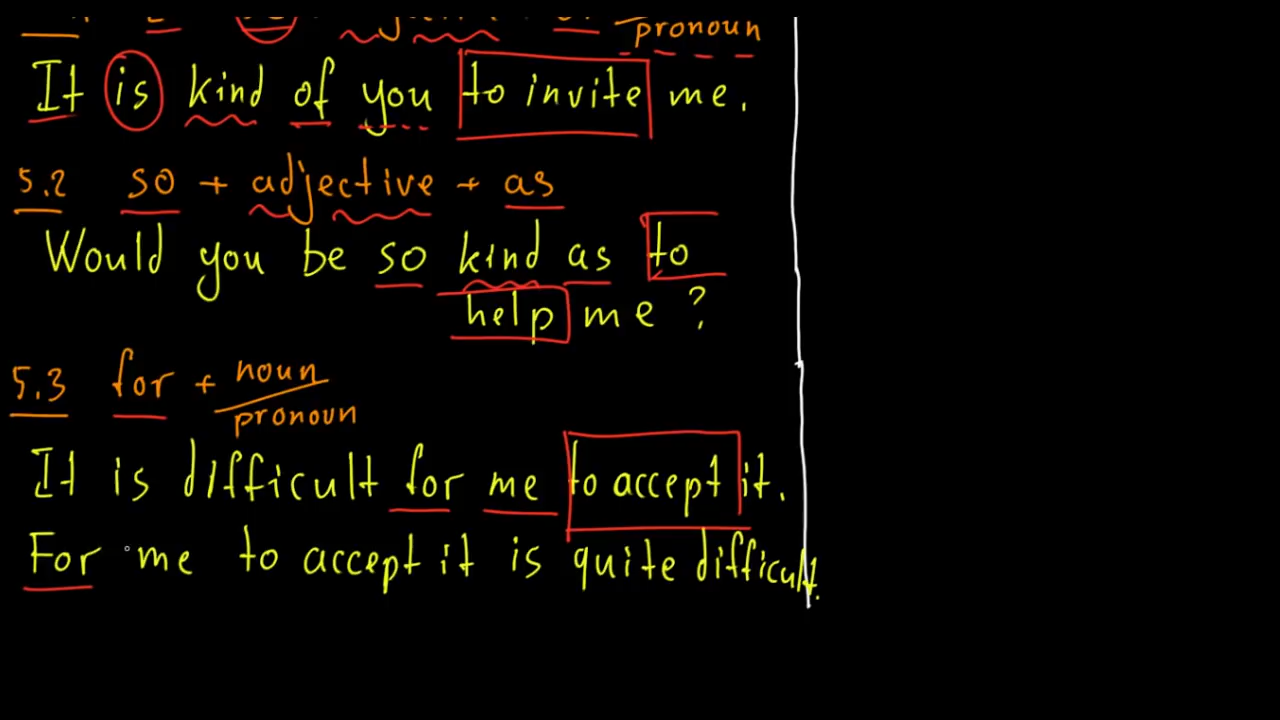 pronoun
It is kind of you to invite me.
5.2 so + adjective + as
Would you be so kind as to
help me ?
5.3 for + noun
pronoun
It is difficult for me to accept it.
For me to accept it is quite difficult.